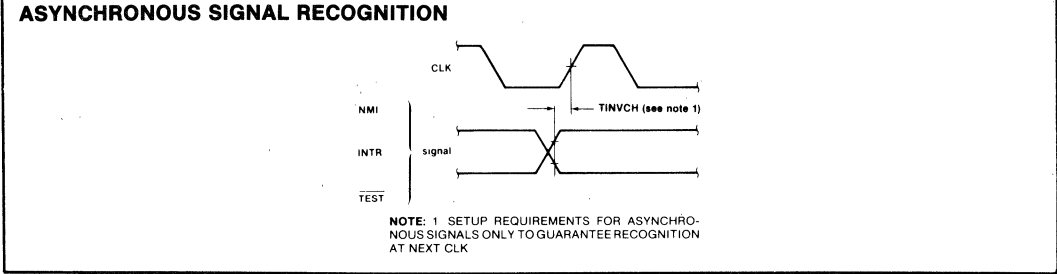 ASYNCHRONOUS SIGNAL RECOGNITION
CLK
NMI
TINVCH (see note 1)
INTR
signal
TEST
NOTE: 1 SETUP REQUIREMENTS FOR ASYNCHRO-
NOUS SIGNALS ONLY TO GUARANTEE RECOGNITION
AT NEXT CLK